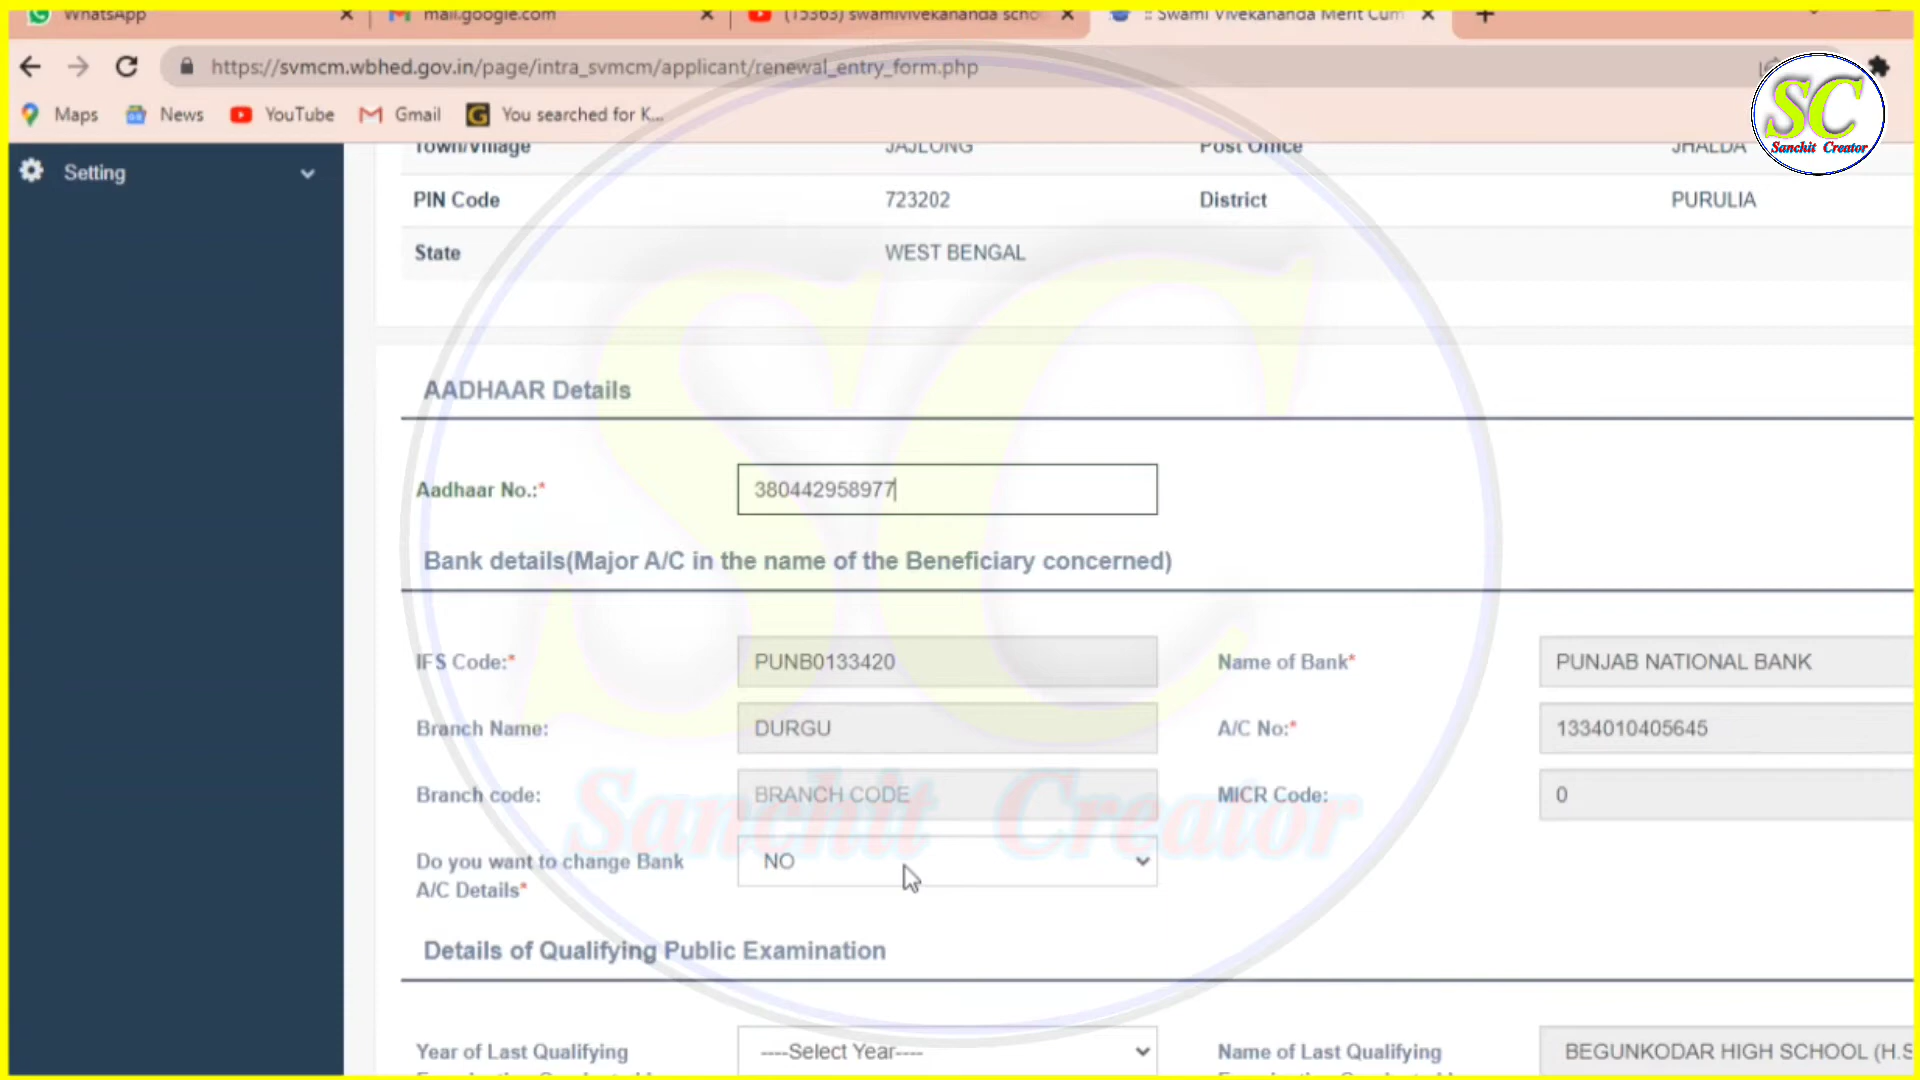 WhatsApp
mail.google.com
(15363) swamivivekananda scho
:: Swami Vivekananda Merit Cum
https://svmcm.wbhed.gov.in/page/intra_svmcm/applicant/renewal_entry_form.php
Maps
News
YouTube
Gmail
You searched for K...
SC
Sanchit Creator
Setting
Town/Village JAJLONG Post Office JHALDA
PIN Code 723202 District PURULIA
State WEST BENGAL
AADHAAR Details
Aadhaar No.:* 380442958977
Bank details(Major A/C in the name of the Beneficiary concerned)
IFS Code:* PUNB0133420 Name of Bank* PUNJAB NATIONAL BANK
Branch Name: DURGU A/C No:* 1334010405645
Branch code: BRANCH CODE MICR Code: 0
Do you want to change Bank NO
A/C Details*
SC
Sanchit Creator
Details of Qualifying Public Examination
Year of Last Qualifying ----Select Year---- Name of Last Qualifying BEGUNKODAR HIGH SCHOOL (H.S